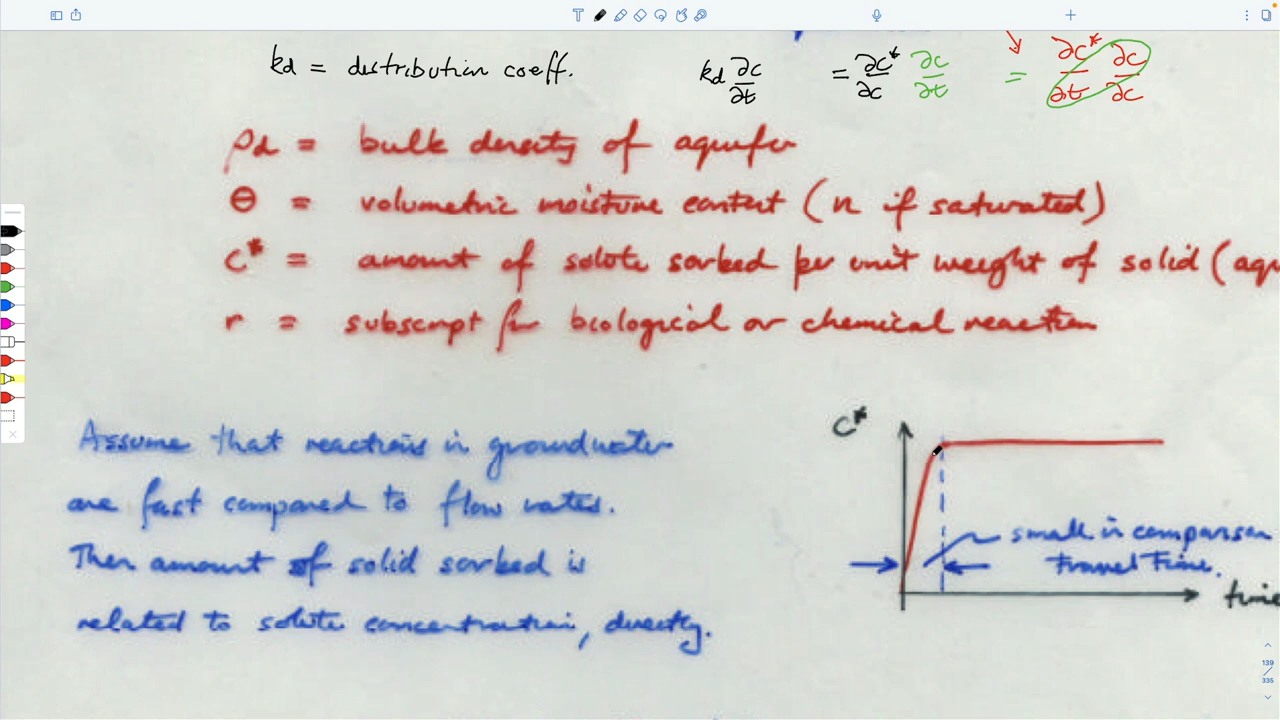 kd = distribution coeff.
kd ∂c/∂t = ∂c*/∂c ∂c/∂t = ∂c*/∂t ∂c/∂c
ρd = bulk density of aquifer
θ = volumetric moisture content (n if saturated)
c* = amount of solute sorbed per unit weight of solid (aqu
r = subscript for biological or chemical reaction
Assume that reactions in groundwater
are fast compared to flow rates.
Then amount of solid sorbed is
related to solute concentration, directly.
c*
small in comparison
travel time.
time
139
/
335